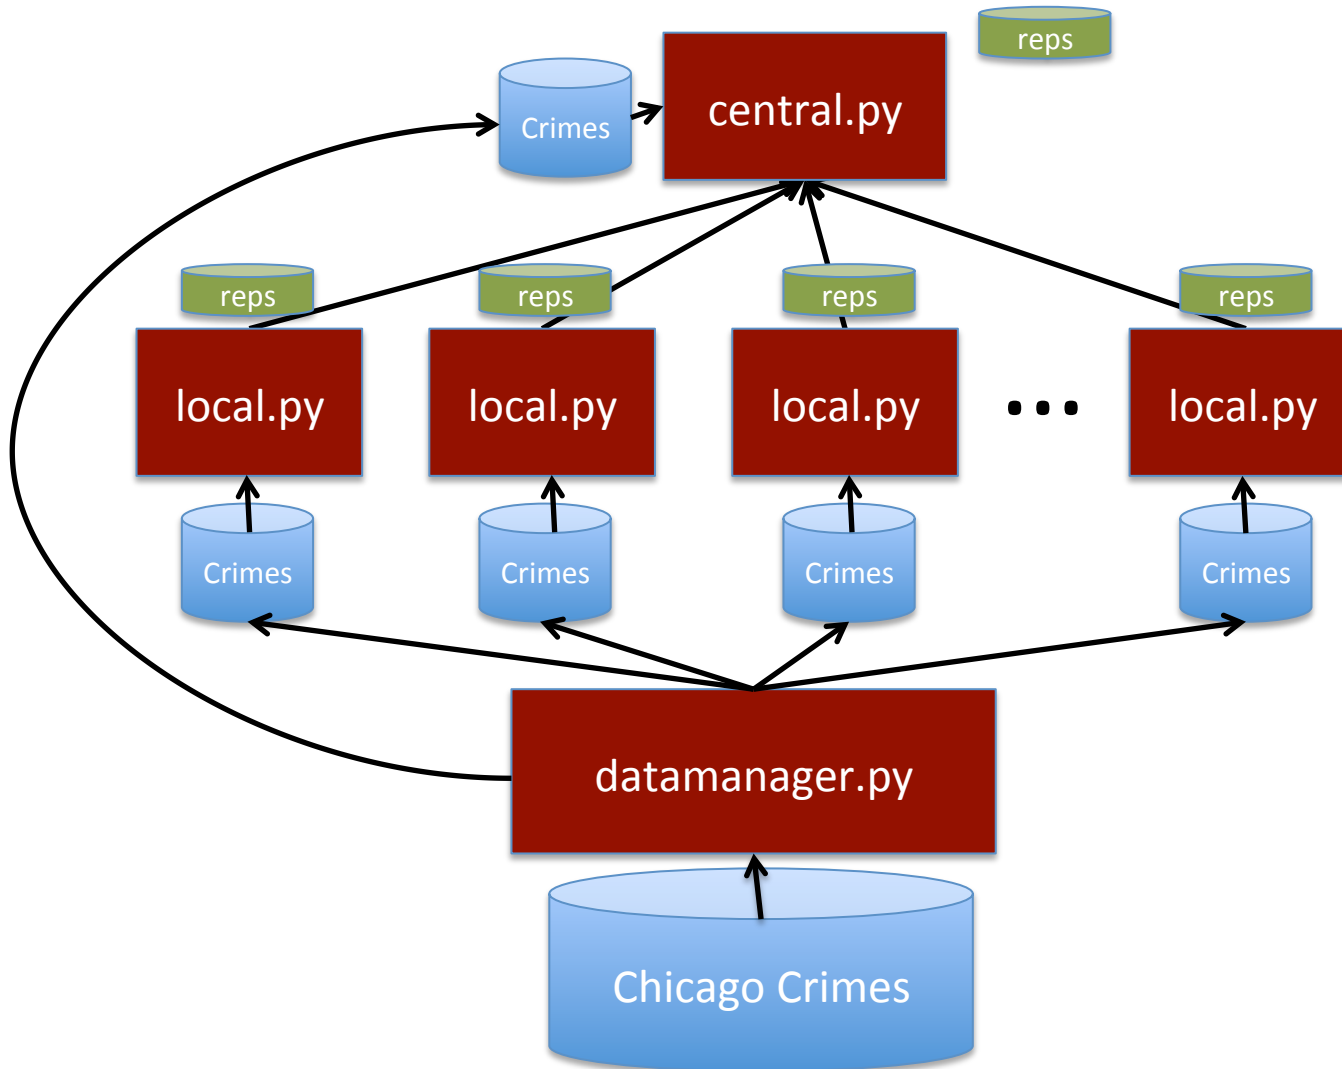 reps
central.py
Crimes
reps
reps
reps
reps
local.py
local.py
local.py
...
local.py
Crimes
Crimes
Crimes
Crimes
datamanager.py
Chicago Crimes